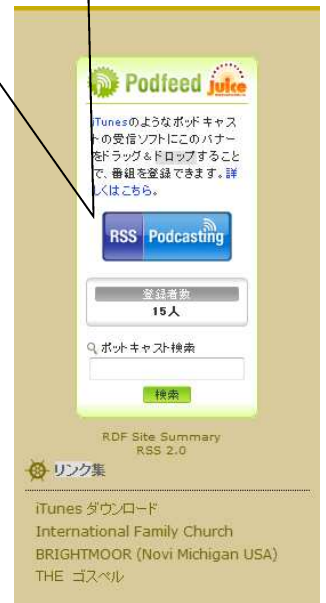 Podfeed juice
iTunesのようなポッドキャス
トの受信ソフトにこのバナー
をドラッグ&ドロップすること
で、番組を登録できます。詳
しくはこちら。
RSS Podcasting
登録者数
15人
ポットキャスト検索
検索
RDF Site Summary
RSS 2.0
リンク集
iTunes ダウンロード
International Family Church
BRIGHTMOOR (Novi Michigan USA)
THE ゴスペル